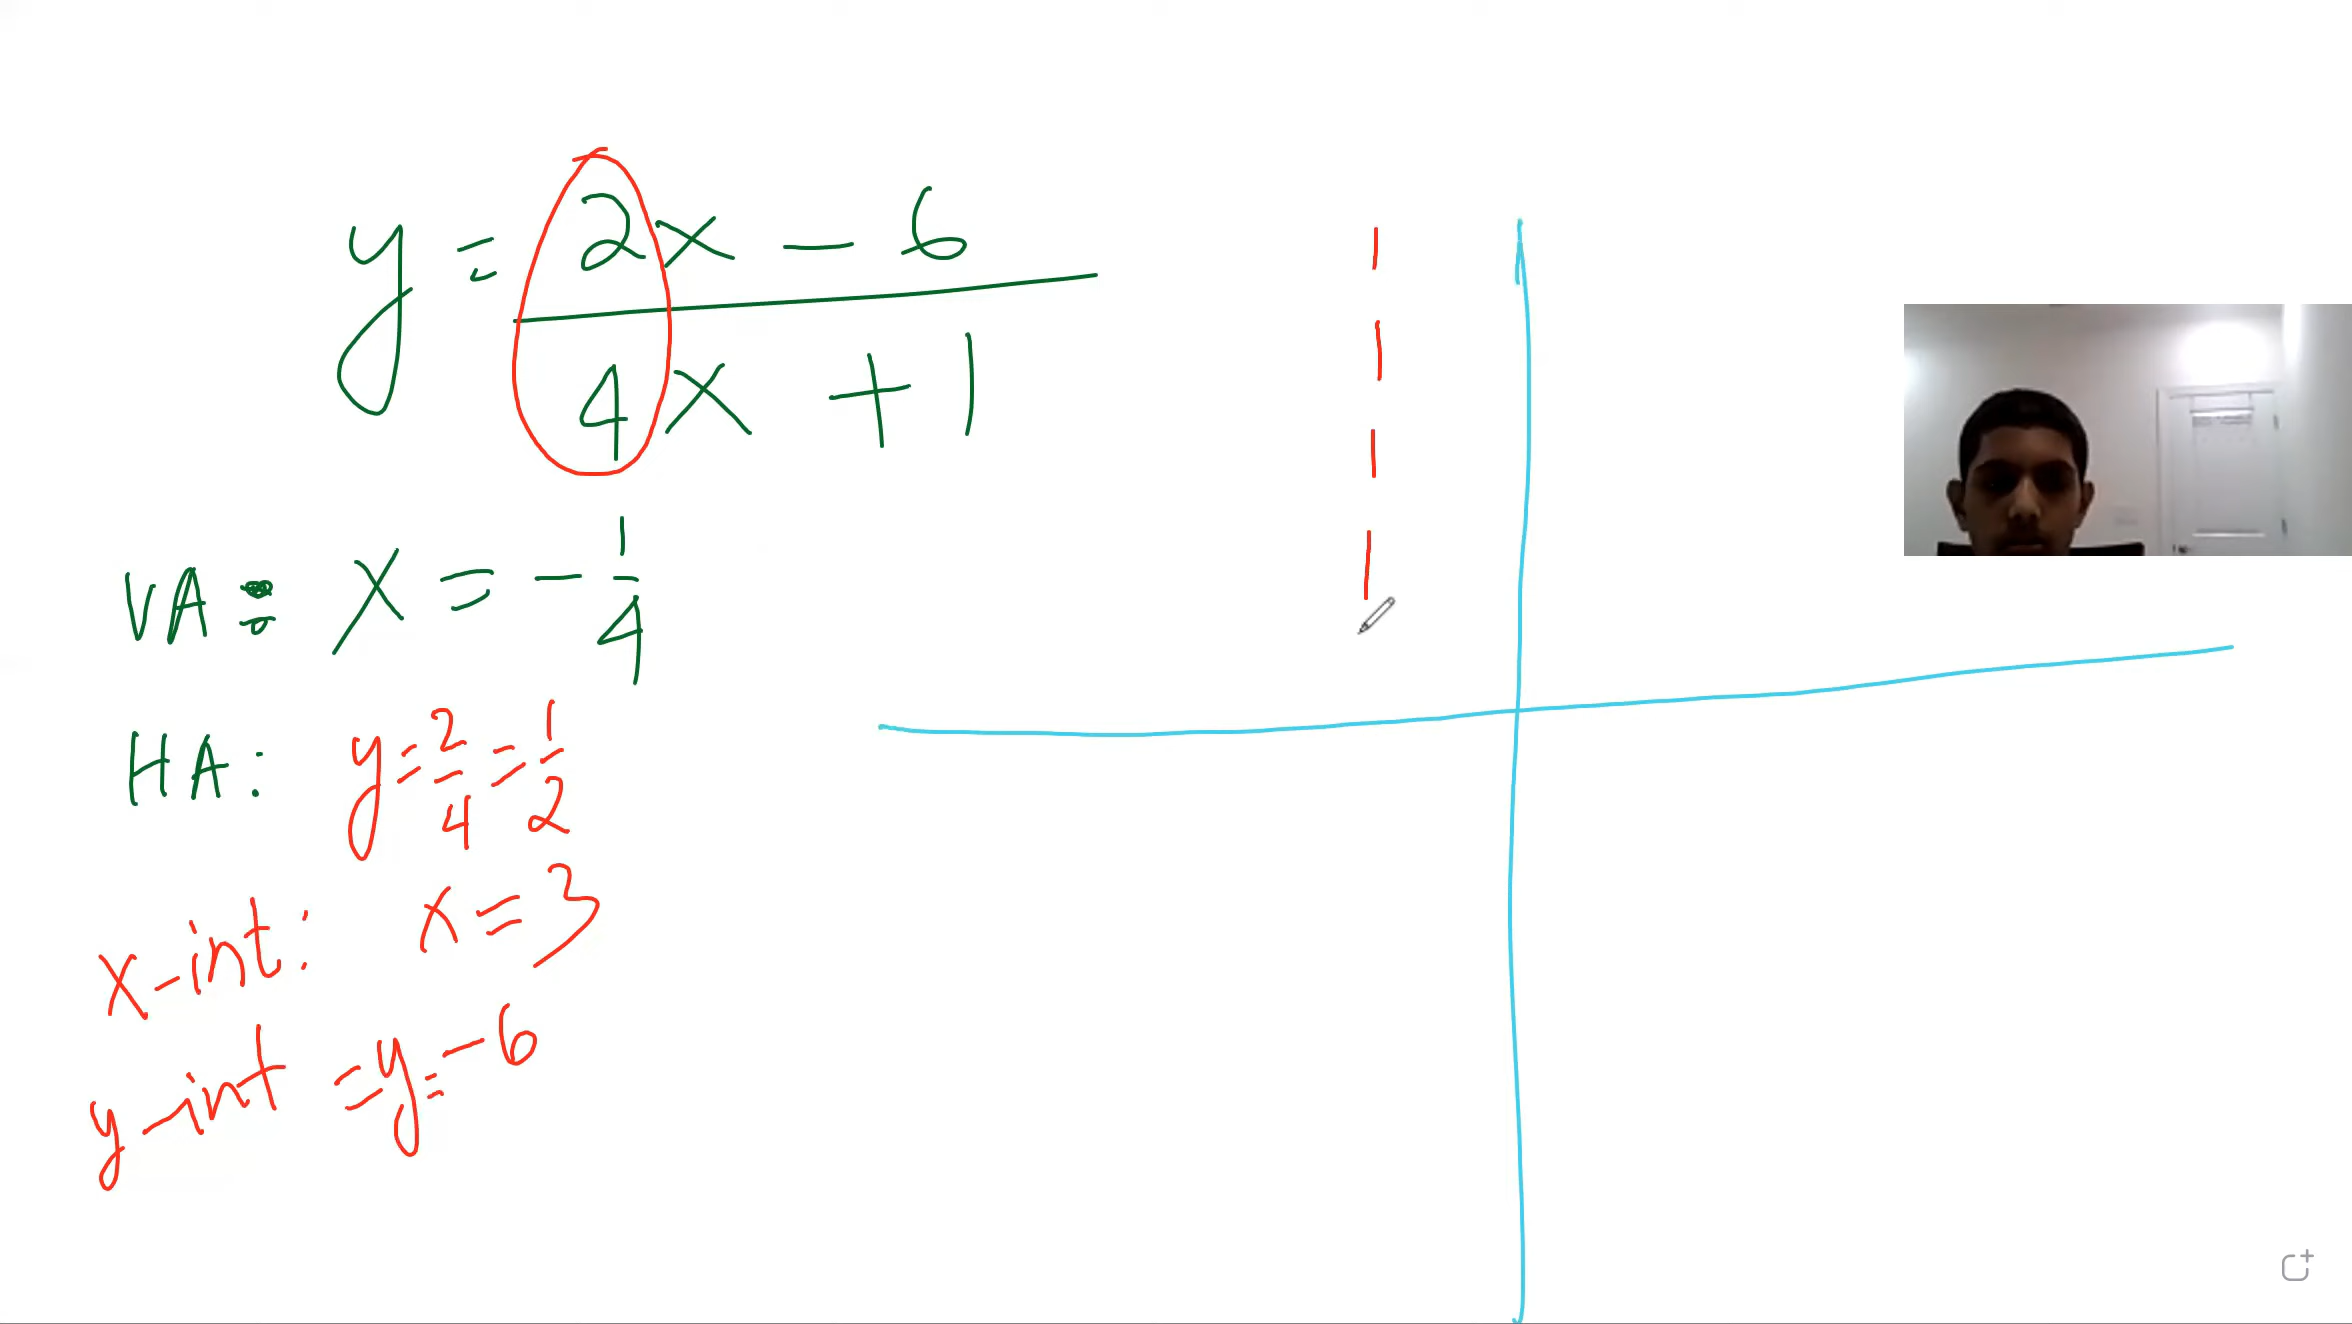 y = 2x - 6
4x + 1
VA = x = - 1/4
HA: y = 2/4 = 1/2
x-int: x = 3
y-int = y = -6